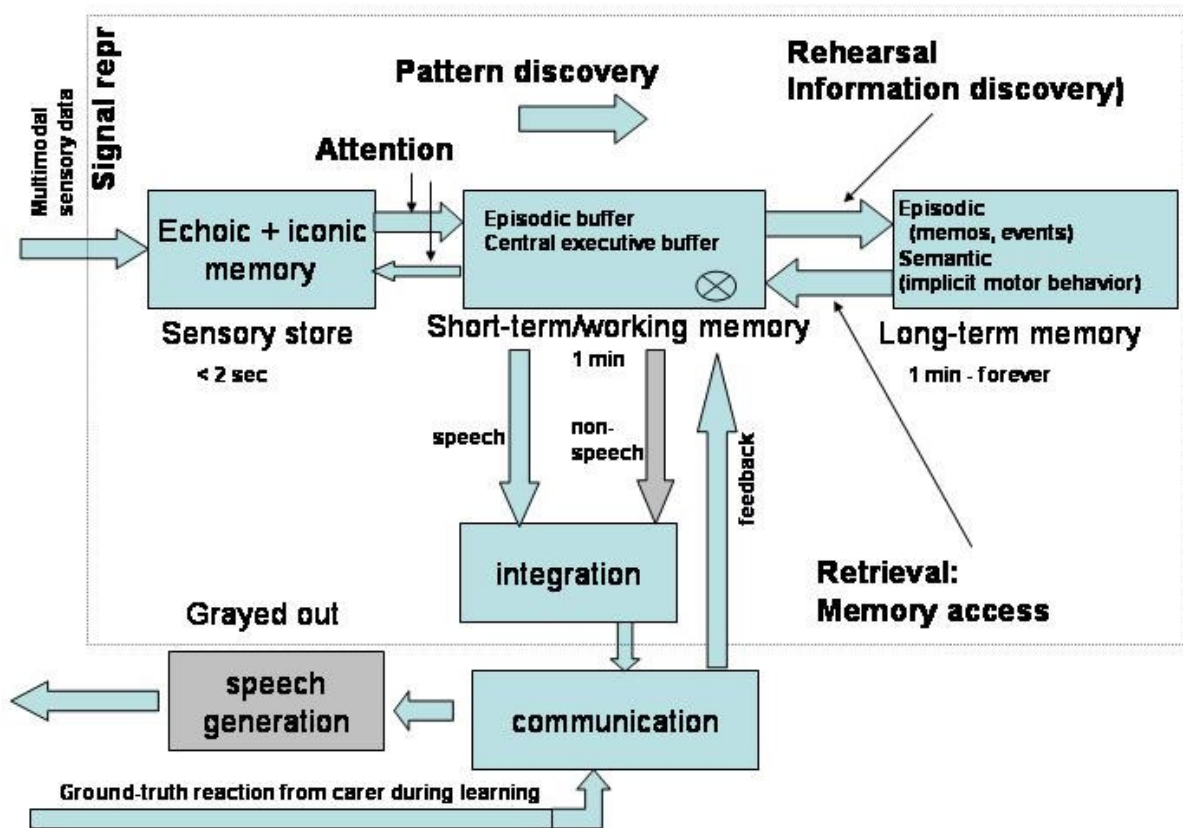 Multimodal
sensory data
Signal repr
Pattern discovery
Rehearsal
Information discovery)
Attention
Echoic + iconic
memory
Episodic buffer
Central executive buffer
Episodic
(memos, events)
Semantic
(implicit motor behavior)
Sensory store
< 2 sec
Short-term/working memory
1 min
Long-term memory
1 min - forever
speech
non-
speech
feedback
integration
Retrieval:
Memory access
Grayed out
speech
generation
communication
Ground-truth reaction from carer during learning